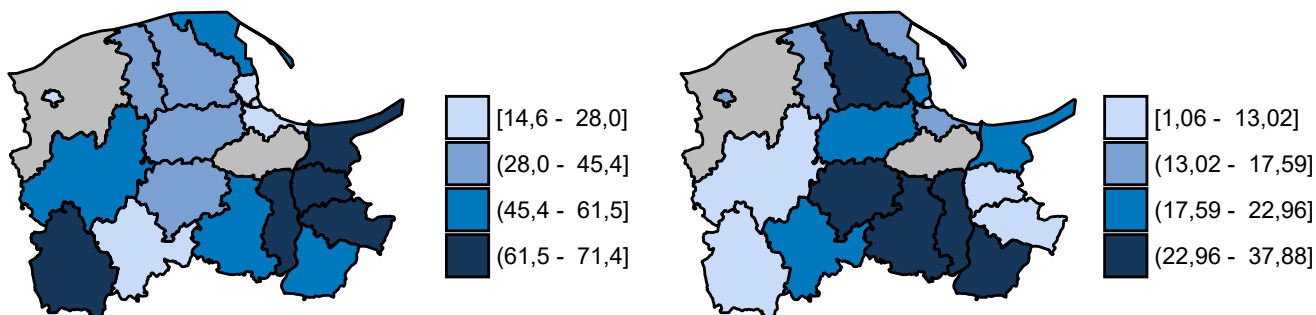 [14,6 - 28,0]
(28,0 - 45,4]
(45,4 - 61,5]
(61,5 - 71,4]
[1,06 - 13,02]
(13,02 - 17,59]
(17,59 - 22,96]
(22,96 - 37,88]